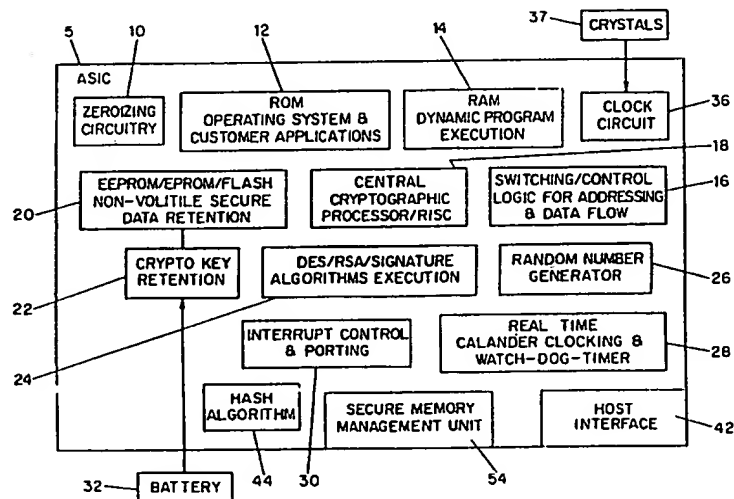 37
CRYSTALS
5
10
12
14
ASIC
ZEROIZING
CIRCUITRY
ROM
OPERATING SYSTEM &
CUSTOMER APPLICATIONS
RAM
DYNAMIC PROGRAM
EXECUTION
CLOCK
CIRCUIT
36
18
EEPROM/EPROM/FLASH
NON-VOLITILE SECURE
DATA RETENTION
CENTRAL
CRYPTOGRAPHIC
PROCESSOR/RISC
SWITCHING/CONTROL
LOGIC FOR ADDRESSING
& DATA FLOW
20
16
CRYPTO KEY
RETENTION
DES/RSA/SIGNATURE
ALGORITHMS EXECUTION
RANDOM NUMBER
GENERATOR
22
26
INTERRUPT CONTROL
& PORTING
REAL TIME
CALANDER CLOCKING &
WATCH-DOG-TIMER
24
28
HASH
ALGORITHM
SECURE MEMORY
MANAGEMENT UNIT
HOST
INTERFACE
42
32
BATTERY
44
30
54